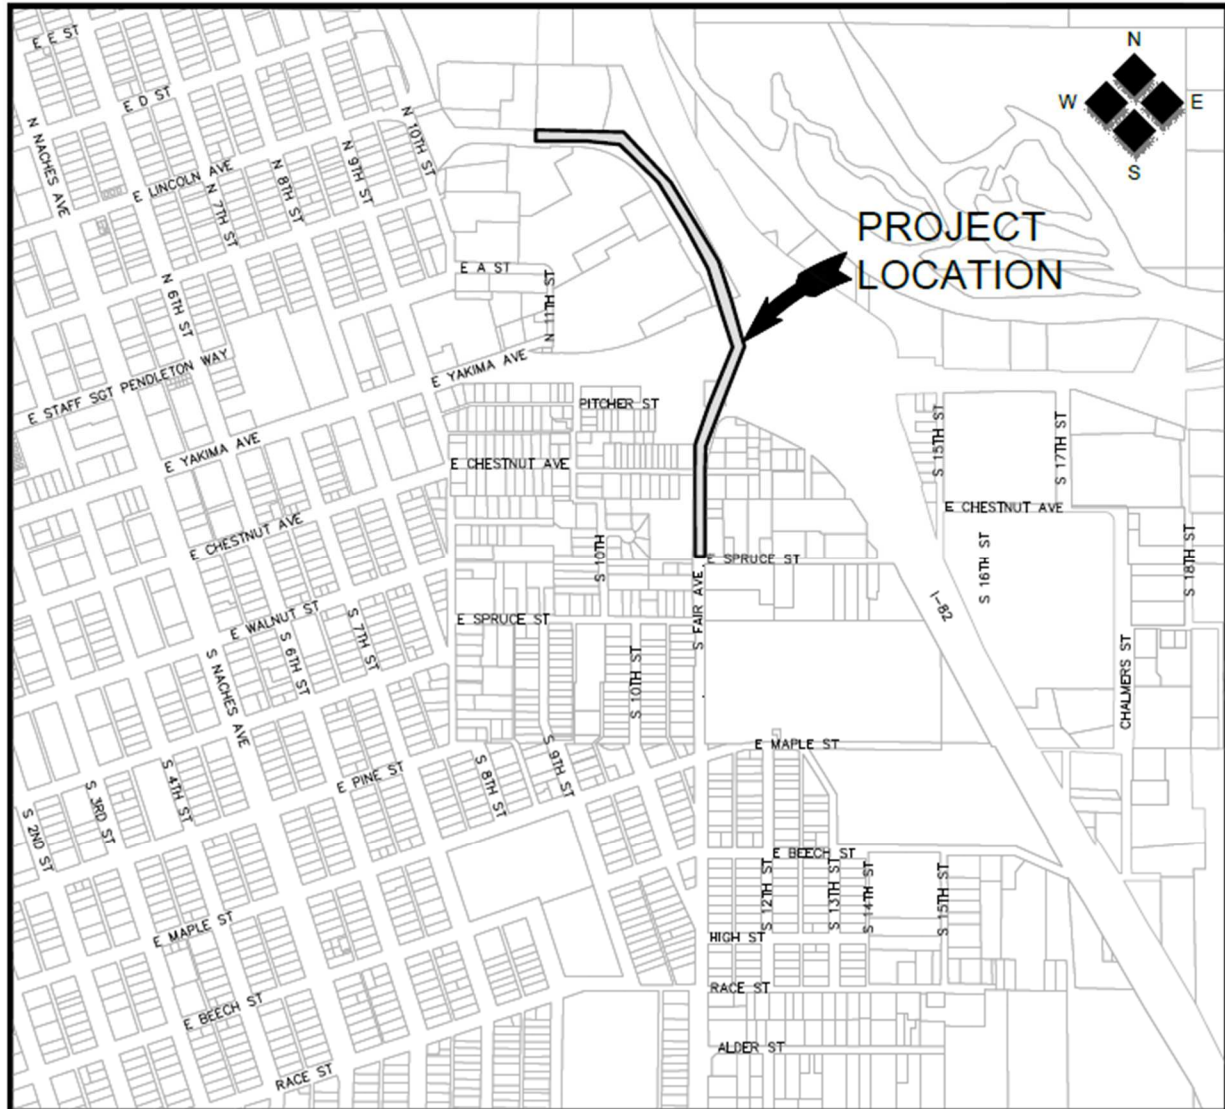 E E ST
N
W
E
S
E D ST
N NACHES AVE
N 10TH ST
N 9TH ST
E LINCOLN AVE
N 8TH ST
N 7TH ST
PROJECT
LOCATION
E A ST
N 11TH ST
N 6TH ST
E YAKIMA AVE
E STAFF SGT PENDLETON WAY
PITCHER ST
S 15TH ST
S 17TH ST
E YAKIMA AVE
E CHESTNUT AVE
E CHESTNUT AVE
E CHESTNUT AVE
S 10TH
E SPRUCE ST
S 16TH ST
S 18TH ST
I-82
S FAIR AVE.
E SPRUCE ST
E WALNUT ST
S 7TH ST
S 6TH ST
S NACHES AVE
S 10TH ST
CHALMERS ST
E MAPLE ST
S 9TH ST
E PINE ST
S 8TH ST
S 4TH ST
S 3RD ST
S 2ND ST
E BEECH ST
S 12TH ST
S 13TH ST
S 14TH ST
S 15TH ST
E MAPLE ST
HIGH ST
RACE ST
E BEECH ST
ALDER ST
RACE ST